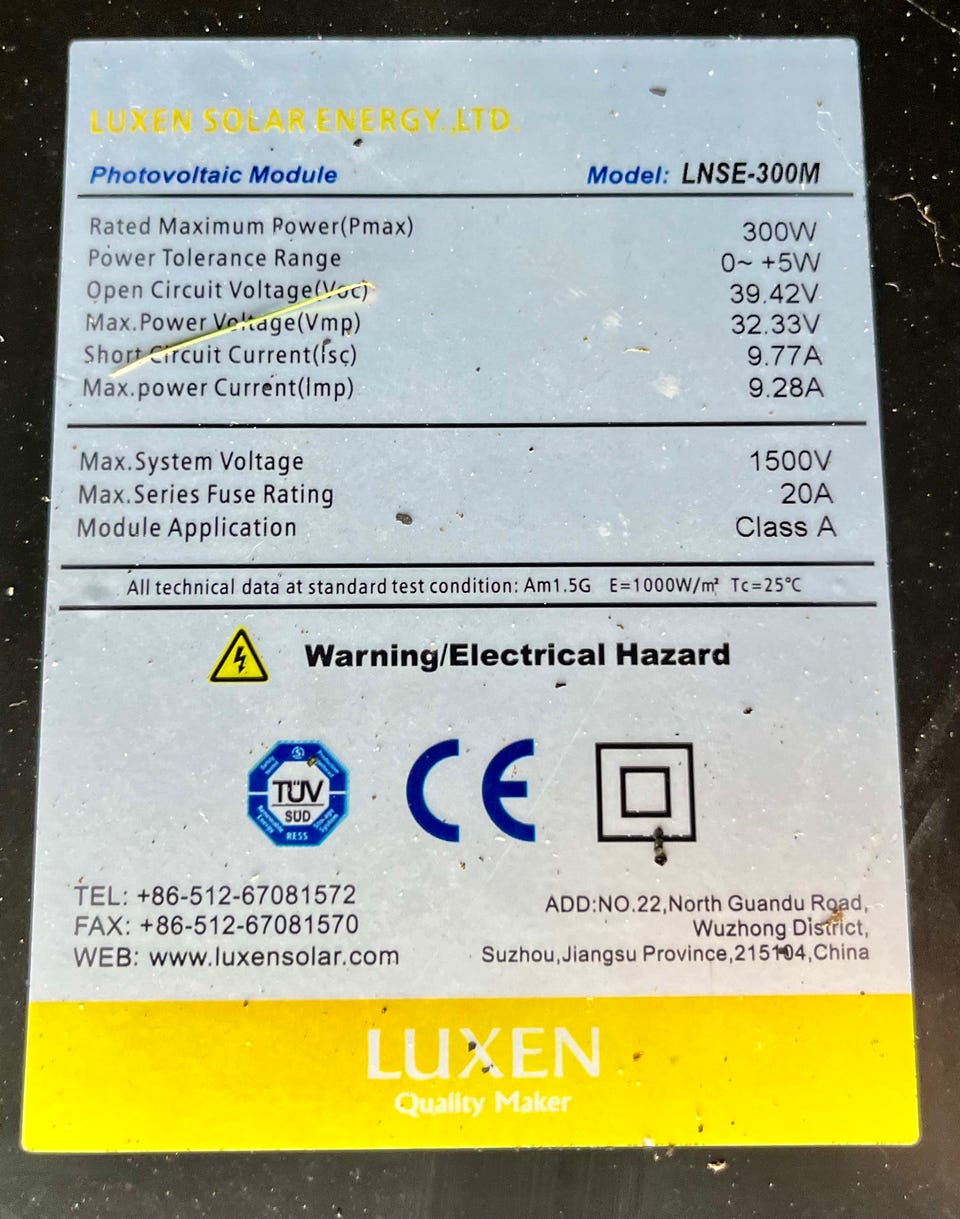 LUXEN SOLAR ENERGY.,LTD.
Photovoltaic Module Model: LNSE-300M
Rated Maximum Power(Pmax) 300W
Power Tolerance Range 0~ +5W
Open Circuit Voltage(Voc) 39.42V
Max.Power Voltage(Vmp) 32.33V
Short Circuit Current(Isc) 9.77A
Max.power Current(Imp) 9.28A
Max.System Voltage 1500V
Max.Series Fuse Rating 20A
Module Application Class A
All technical data at standard test condition: Am1.5G E=1000W/m² Tc=25℃
Warning/Electrical Hazard
TÜV
SÜD
RESS
CE
TEL: +86-512-67081572
FAX: +86-512-67081570
WEB: www.luxensolar.com
ADD:NO.22,North Guandu Road,
Wuzhong District,
Suzhou,Jiangsu Province,215104,China
LUXEN
Quality Maker